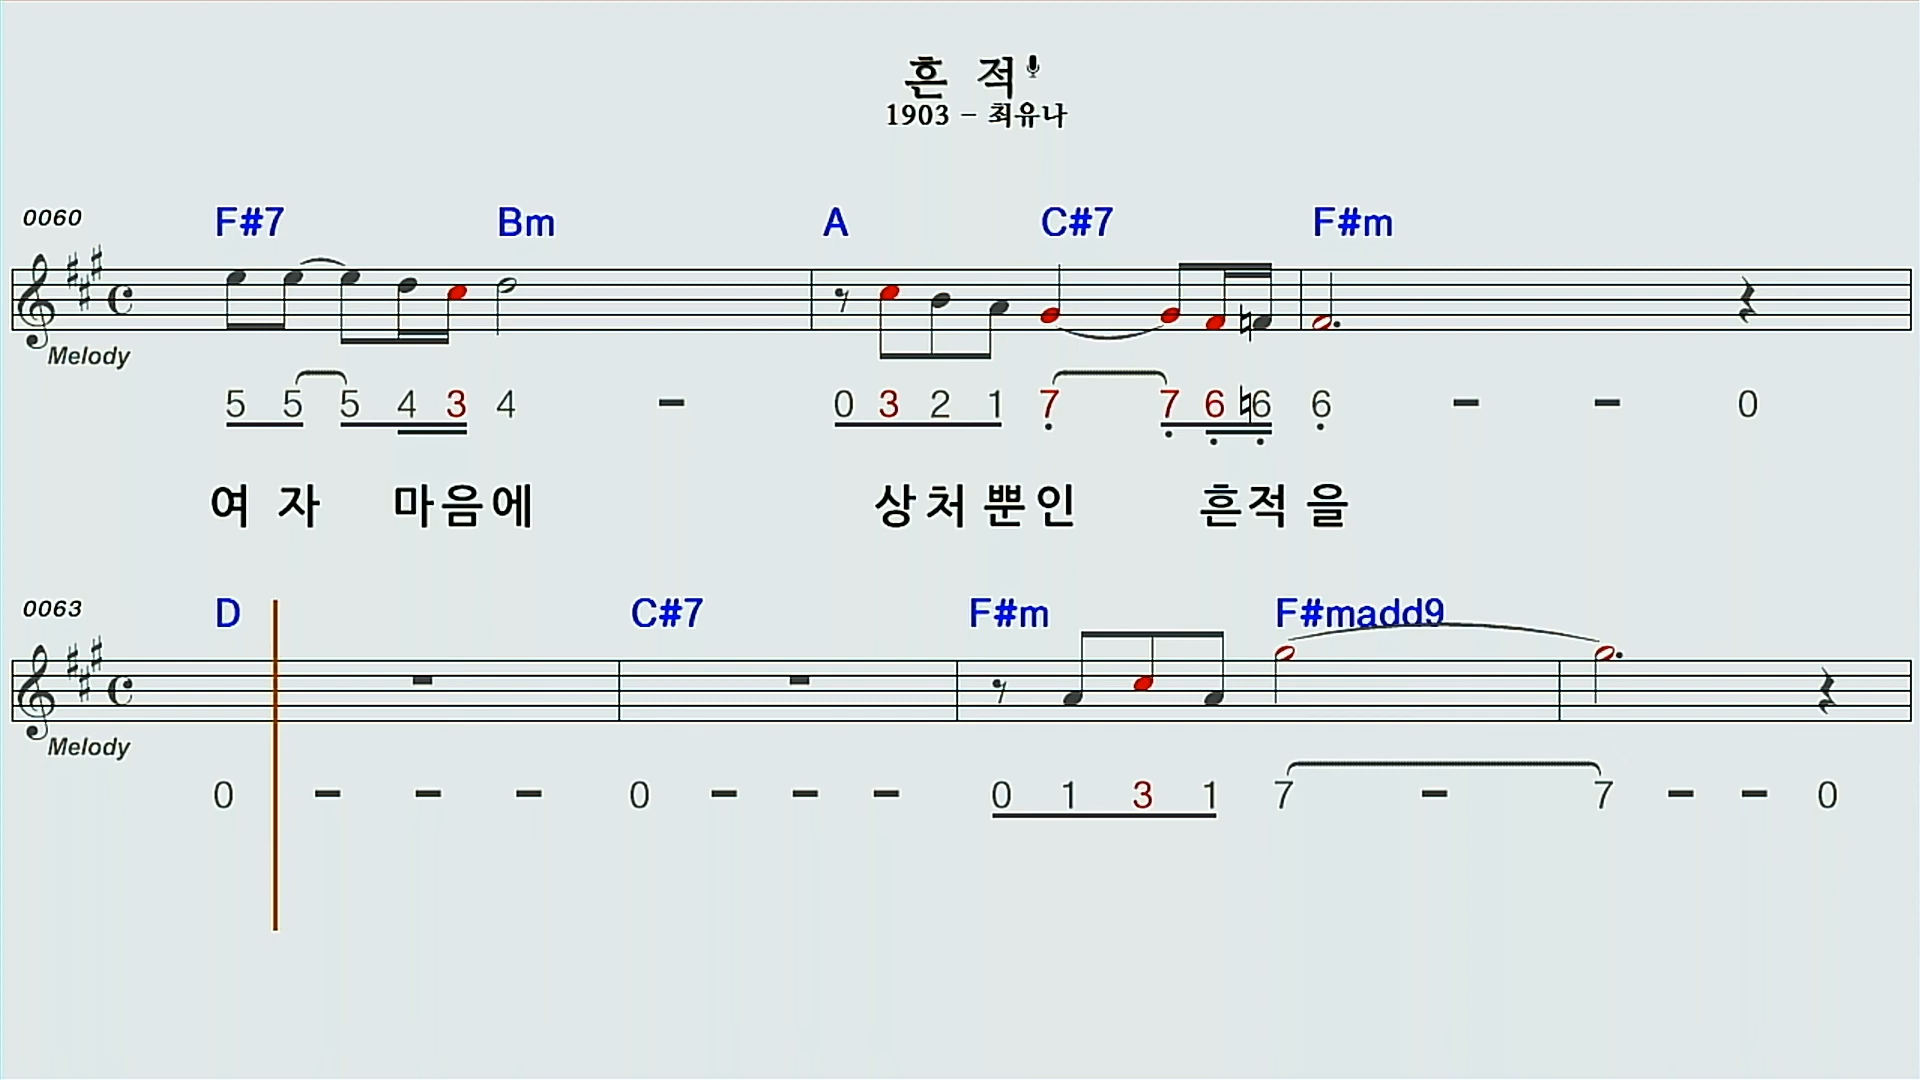 흔 적
1903 - 최유나
0060 F#7 Bm A C#7 F#m
Melody
5 5 5 4 3 4 - 0 3 2 1 7 7 6 ♮6 6 - - 0
여 자 마음에 상처뿐인 흔적을
0063 D C#7 F#m F#madd9
Melody
0 - - - 0 - - - 0 1 3 1 7 - 7 - - 0